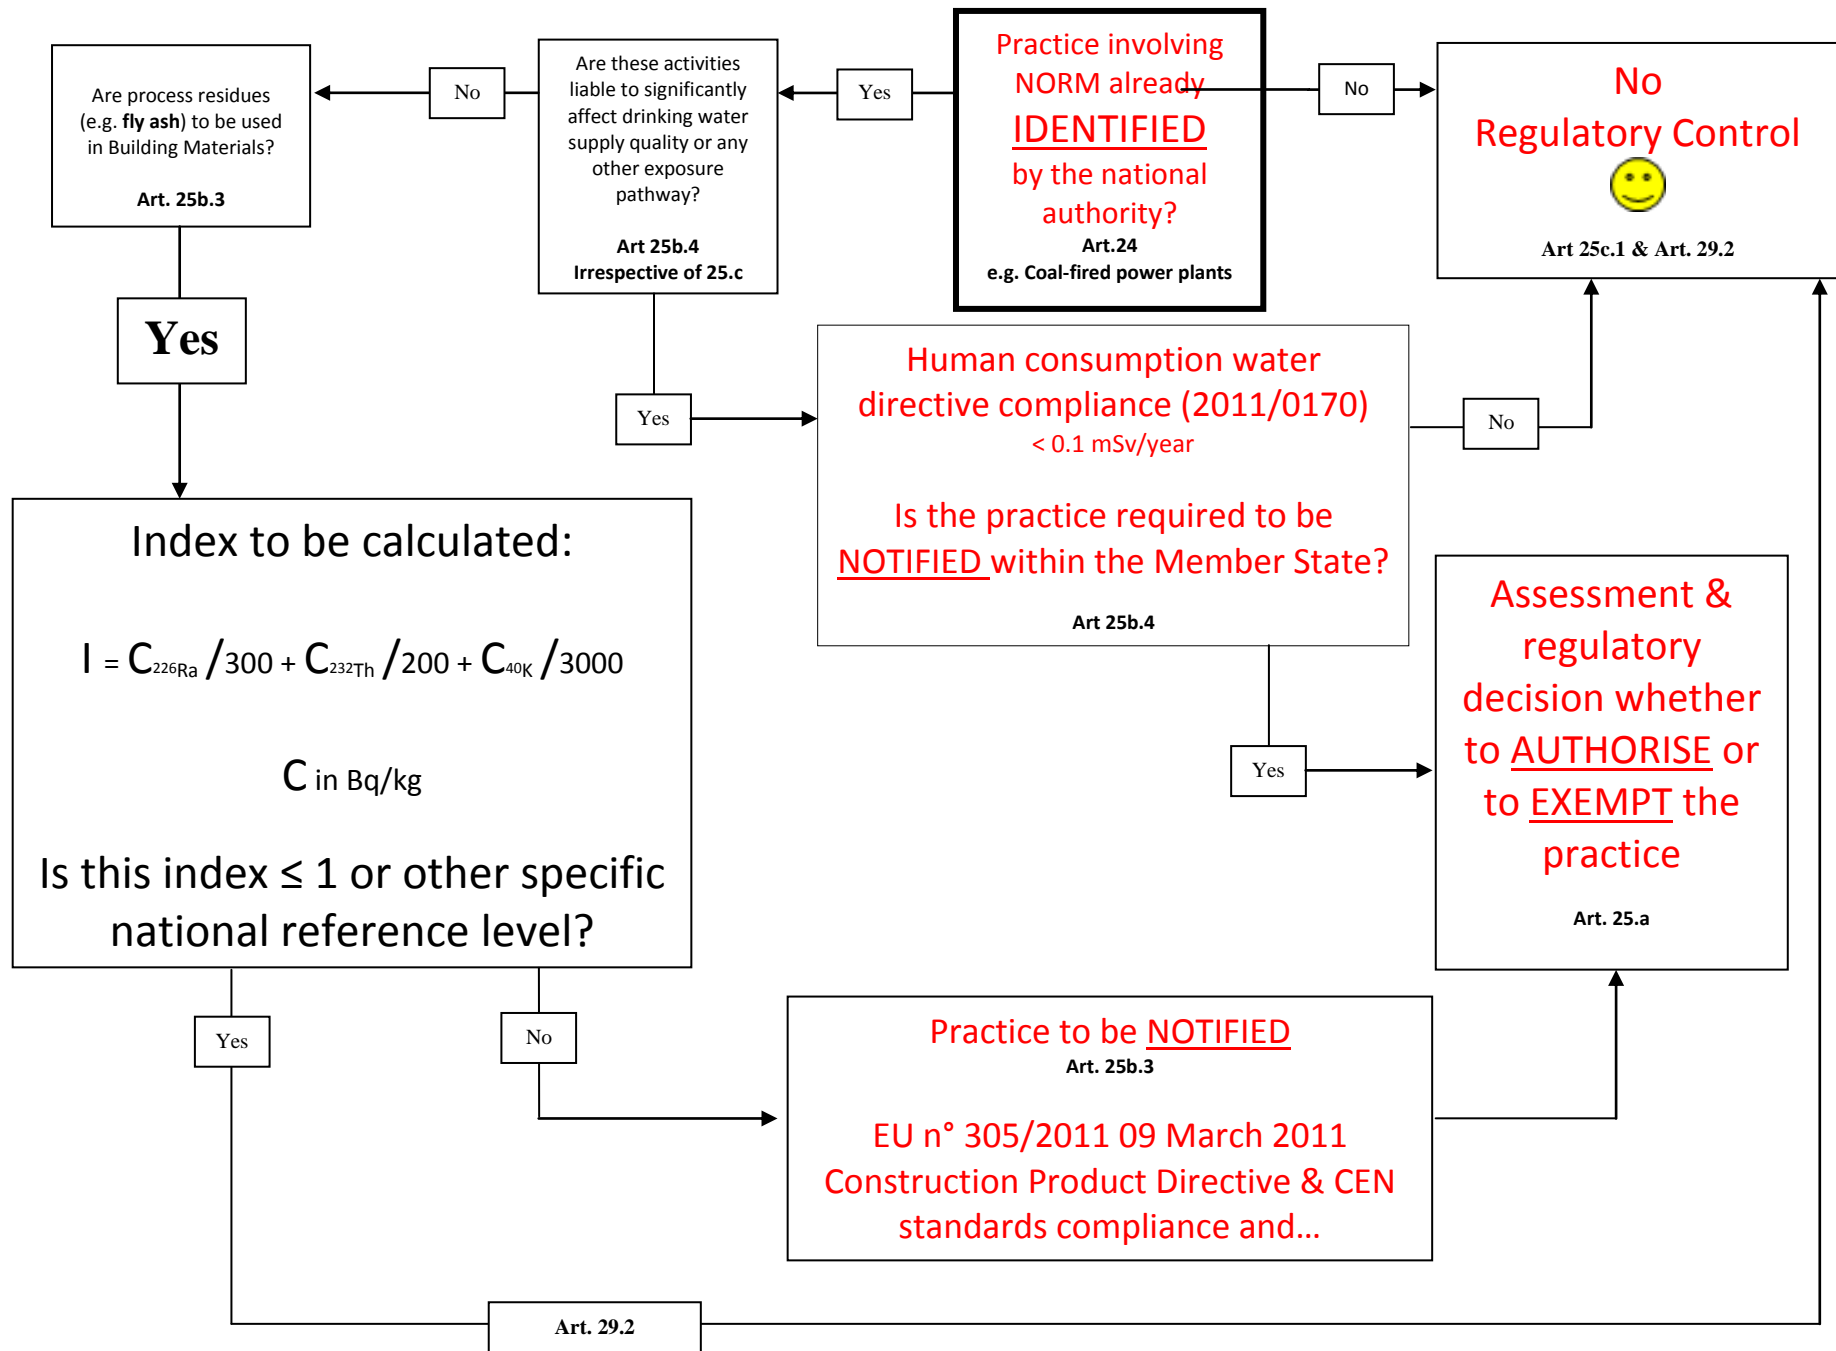 Are process residues
(e.g. fly ash) to be used
in Building Materials?
Art. 25b.3
No
Are these activities
liable to significantly
affect drinking water
supply quality or any
other exposure
pathway?
Art 25b.4
Irrespective of 25.c
Yes
Practice involving
NORM already
IDENTIFIED
by the national
authority?
Art.24
e.g. Coal-fired power plants
No
No
Regulatory Control
Art 25c.1 & Art. 29.2
Yes
Yes
Human consumption water
directive compliance (2011/0170)
< 0.1 mSv/year
Is the practice required to be
NOTIFIED within the Member State?
Art 25b.4
No
Index to be calculated:
I = C226Ra /300 + C232Th /200 + C40K /3000
C in Bq/kg
Is this index ≤ 1 or other specific
national reference level?
Yes
Assessment &
regulatory
decision whether
to AUTHORISE or
to EXEMPT the
practice
Art. 25.a
Yes
No
Practice to be NOTIFIED
Art. 25b.3
EU n° 305/2011 09 March 2011
Construction Product Directive & CEN
standards compliance and...
Art. 29.2